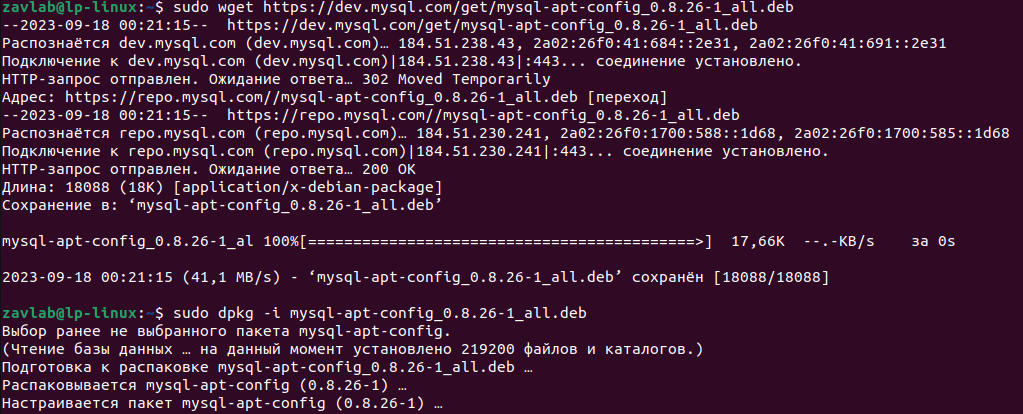 zavlab@lp-linux:~$ sudo wget https://dev.mysql.com/get/mysql-apt-config_0.8.26-1_all.deb
--2023-09-18 00:21:15--  https://dev.mysql.com/get/mysql-apt-config_0.8.26-1_all.deb
Распознаётся dev.mysql.com (dev.mysql.com)… 184.51.238.43, 2a02:26f0:41:684::2e31, 2a02:26f0:41:691::2e31
Подключение к dev.mysql.com (dev.mysql.com)|184.51.238.43|:443... соединение установлено.
HTTP-запрос отправлен. Ожидание ответа… 302 Moved Temporarily
Адрес: https://repo.mysql.com//mysql-apt-config_0.8.26-1_all.deb [переход]
--2023-09-18 00:21:15--  https://repo.mysql.com//mysql-apt-config_0.8.26-1_all.deb
Распознаётся repo.mysql.com (repo.mysql.com)… 184.51.230.241, 2a02:26f0:1700:588::1d68, 2a02:26f0:1700:585::1d68
Подключение к repo.mysql.com (repo.mysql.com)|184.51.230.241|:443... соединение установлено.
HTTP-запрос отправлен. Ожидание ответа… 200 OK
Длина: 18088 (18K) [application/x-debian-package]
Сохранение в: ‘mysql-apt-config_0.8.26-1_all.deb’
mysql-apt-config_0.8.26-1_al 100%[===========================================>]  17,66K  --.-KB/s    за 0s
2023-09-18 00:21:15 (41,1 MB/s) - ‘mysql-apt-config_0.8.26-1_all.deb’ сохранён [18088/18088]
zavlab@lp-linux:~$ sudo dpkg -i mysql-apt-config_0.8.26-1_all.deb
Выбор ранее не выбранного пакета mysql-apt-config.
(Чтение базы данных … на данный момент установлено 219200 файлов и каталогов.)
Подготовка к распаковке mysql-apt-config_0.8.26-1_all.deb …
Распаковывается mysql-apt-config (0.8.26-1) …
Настраивается пакет mysql-apt-config (0.8.26-1) …